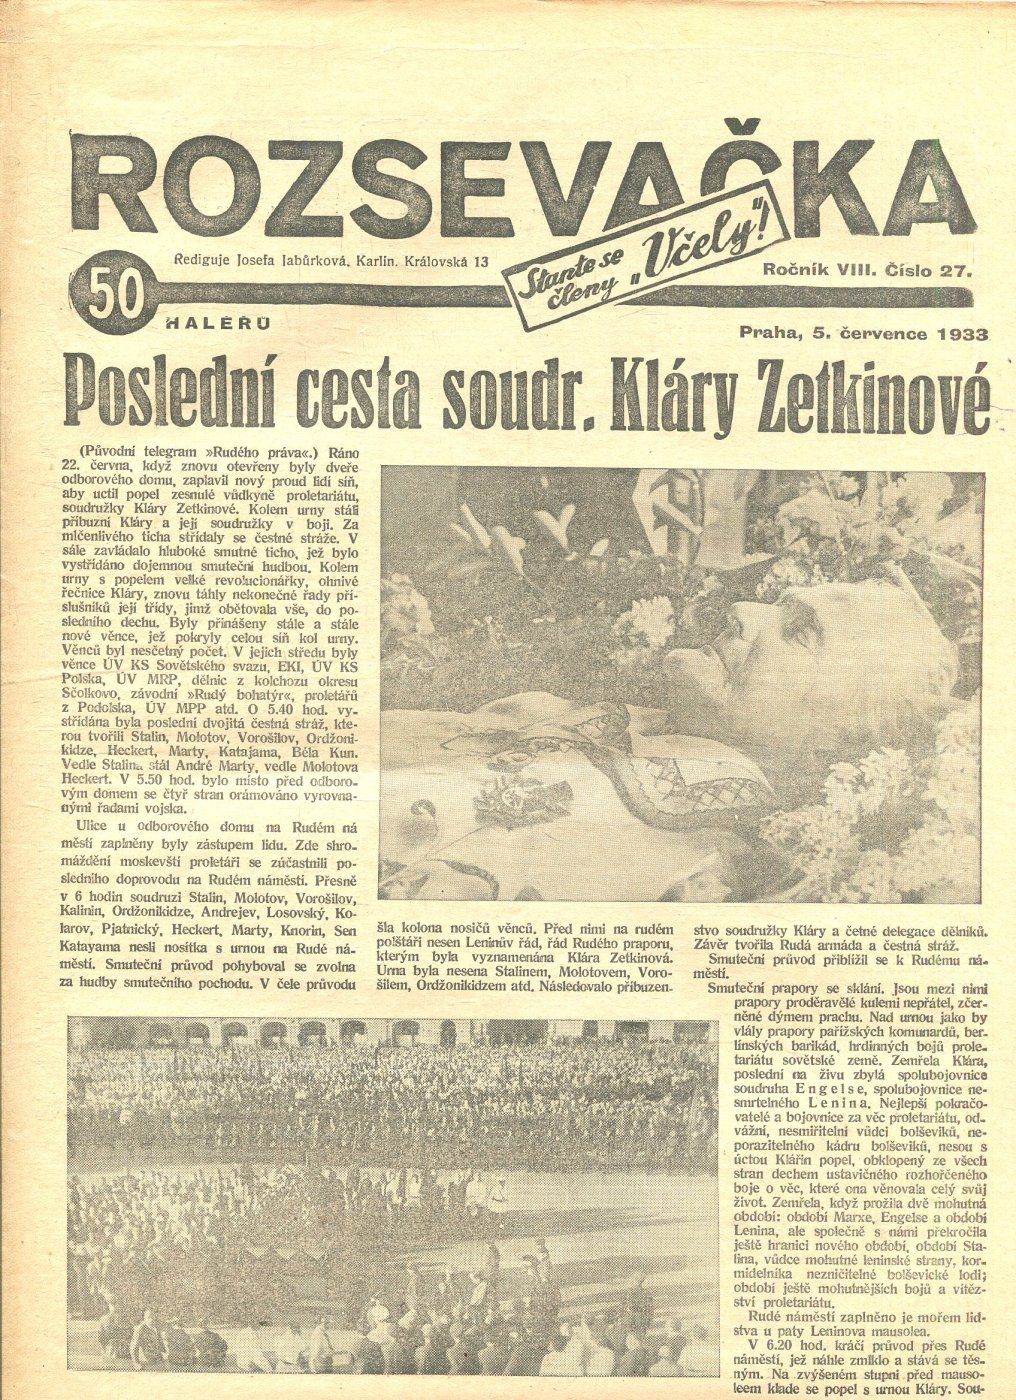 ROZSEVAČKA
Rediguje Josefa Jabůrková, Karlín, Královská 13
Staňte se
členy „Včely"!
Ročník VIII. Číslo 27.
50
HALÉŘŮ
Praha, 5. července 1933
Poslední cesta soudr. Kláry Zetkinové
(Původní telegram »Rudého práva«.) Ráno
22. června, když znovu otevřeny byly dveře
odborového domu, zaplavil nový proud lidí síň,
aby uctil popel zesnulé vůdkyně proletariátu,
soudružky Kláry Zetkinové. Kolem urny stáli
příbuzní Kláry a její soudružky v boji. Za
mlčenlivého ticha střídaly se čestné stráže. V
sále zavládalo hluboké smutné ticho, jež bylo
vystřídáno dojemnou smuteční hudbou. Kolem
urny s popelem velké revolucionářky, ohnivé
řečnice Kláry, znovu táhly nekonečné řady pří-
slušníků její třídy, jimž obětovala vše, do po-
sledního dechu. Byly přinášeny stále a stále
nové věnce, jež pokryly celou síň kol urny.
Věnců byl nesčetný počet. V jejich středu byly
věnce ÚV KS Sovětského svazu, EKI, ÚV KS
Polska, ÚV MRP, dělnic z kolchozu okresu
Ščolkovo, závodní »Rudý bohatýr«, proletářů
z Podolska, ÚV MPP atd. O 5.40 hod. vy-
střídána byla poslední dvojitá čestná stráž, kte-
rou tvořili Stalin, Molotov, Vorošilov, Ordžoni-
kidze, Heckert, Marty, Katajama, Béla Kun.
Vedle Stalina stál André Marty, vedle Molotova
Heckert. V 5.50 hod. bylo místo před odboro-
vým domem se čtyř stran orámováno vyrovna-
nými řadami vojska.
Ulice u odborového domu na Rudém ná
městí zaplněny byly zástupem lidu. Zde shro-
máždění moskevští proletáři se zúčastnili po-
sledního doprovodu na Rudém náměstí. Přesně
v 6 hodin soudruzi Stalin, Molotov, Vorošilov,
Kalinin, Ordžonikidze, Andrejev, Losovský, Ko-
larov, Pjatnický, Heckert, Marty, Knorin, Sen
Katayama nesli nosítka s urnou na Rudé ná-
městí. Smuteční průvod pohyboval se zvolna
za hudby smutečního pochodu. V čele průvodu
šla kolona nosičů věnců. Před nimi na rudém
polštáři nesen Leninův řád, řád Rudého praporu,
kterým byla vyznamenána Klára Zetkinová.
Urna byla nesena Stalinem, Molotovem, Voro-
šilem, Ordžonikidzem atd. Následovalo příbuzen-
stvo soudružky Kláry a četné delegace dělníků.
Závěr tvořila Rudá armáda a čestná stráž.
Smuteční průvod přiblížil se k Rudému ná-
městí.
Smuteční prapory se sklání. Jsou mezi nimi
prapory proděravělé kulemi nepřátel, zčer-
něné dýmem prachu. Nad urnou jako by
vlály prapory pařížských komunardů, ber-
línských barikád, hrdinných bojů prole-
tariátu sovětské země. Zemřela Klára,
poslední na živu zbylá spolubojovnice
soudruha Engelse, spolubojovnice ne-
smrtelného Lenina. Nejlepší pokračo-
vatelé a bojovnice za věc proletariátu, od-
vážní, nesmiřitelní vůdci bolševiků, ne-
porazitelného kádru bolševiků, nesou s
úctou Klářin popel, obklopený ze všech
stran dechem ustavičného rozhořčeného
boje o věc, které ona věnovala celý svůj
život. Zemřela, když prožila dvě mohutná
období: období Marxe, Engelse a období
Lenina, ale společně s námi překročila
ještě hranici nového období, období Sta-
lina, vůdce mohutné leninské strany, kor-
midelníka nezničitelné bolševické lodi;
období ještě mohutnějších bojů a vítěz-
ství proletariátu.
Rudé náměstí zaplněno je mořem lid-
stva u paty Leninova mausolea.
V 6.20 hod. kráčí průvod přes Rudé
náměstí, jež náhle zmlklo a stává se těs-
ným. Na zvýšeném stupni před mauso-
leem klade se popel s urnou Kláry. Sou-